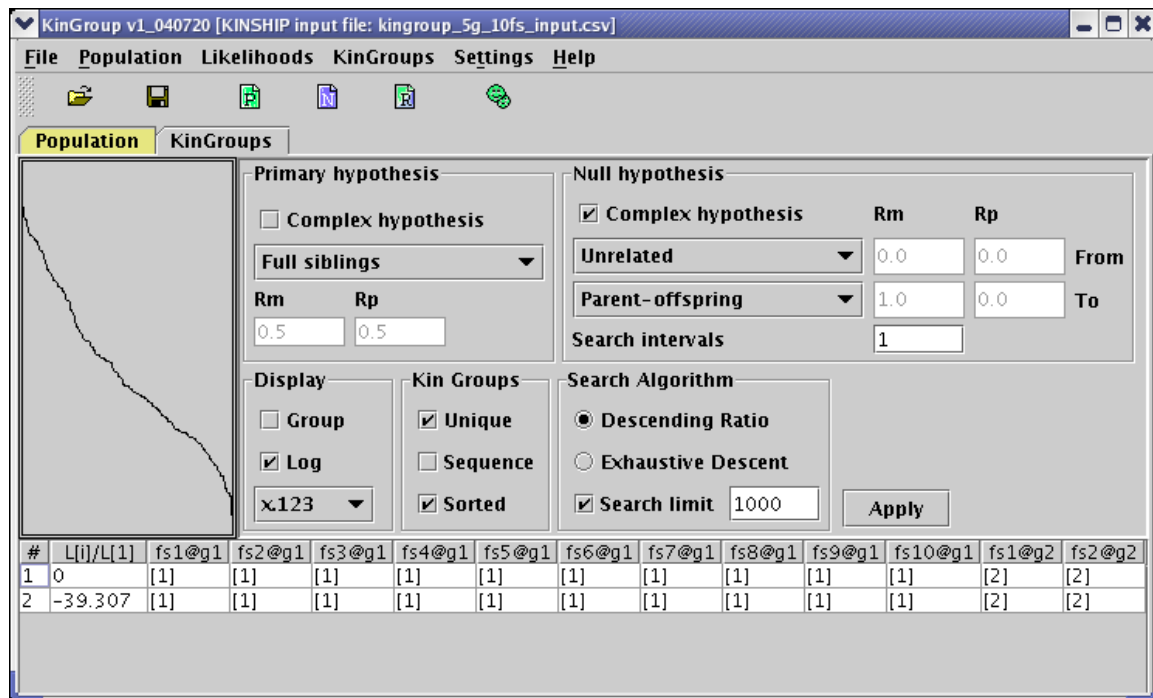 KinGroup v1_040720 [KINSHIP input file: kingroup_5g_10fs_input.csv]
File Population Likelihoods KinGroups Settings Help
P N R
Population KinGroups
Primary hypothesis
Complex hypothesis
Full siblings
Rm Rp
0.5 0.5
Null hypothesis
Complex hypothesis Rm Rp
Unrelated 0.0 0.0 From
Parent-offspring 1.0 0.0 To
Search intervals 1
Display
Group
Log
x.123
Kin Groups
Unique
Sequence
Sorted
Search Algorithm
Descending Ratio
Exhaustive Descent
Search limit 1000
Apply
# L[i]/L[1] fs1@g1 fs2@g1 fs3@g1 fs4@g1 fs5@g1 fs6@g1 fs7@g1 fs8@g1 fs9@g1 fs10@g1 fs1@g2 fs2@g2
1 0 [1] [1] [1] [1] [1] [1] [1] [1] [1] [1] [2] [2]
2 -39.307 [1] [1] [1] [1] [1] [1] [1] [1] [1] [1] [2] [2]